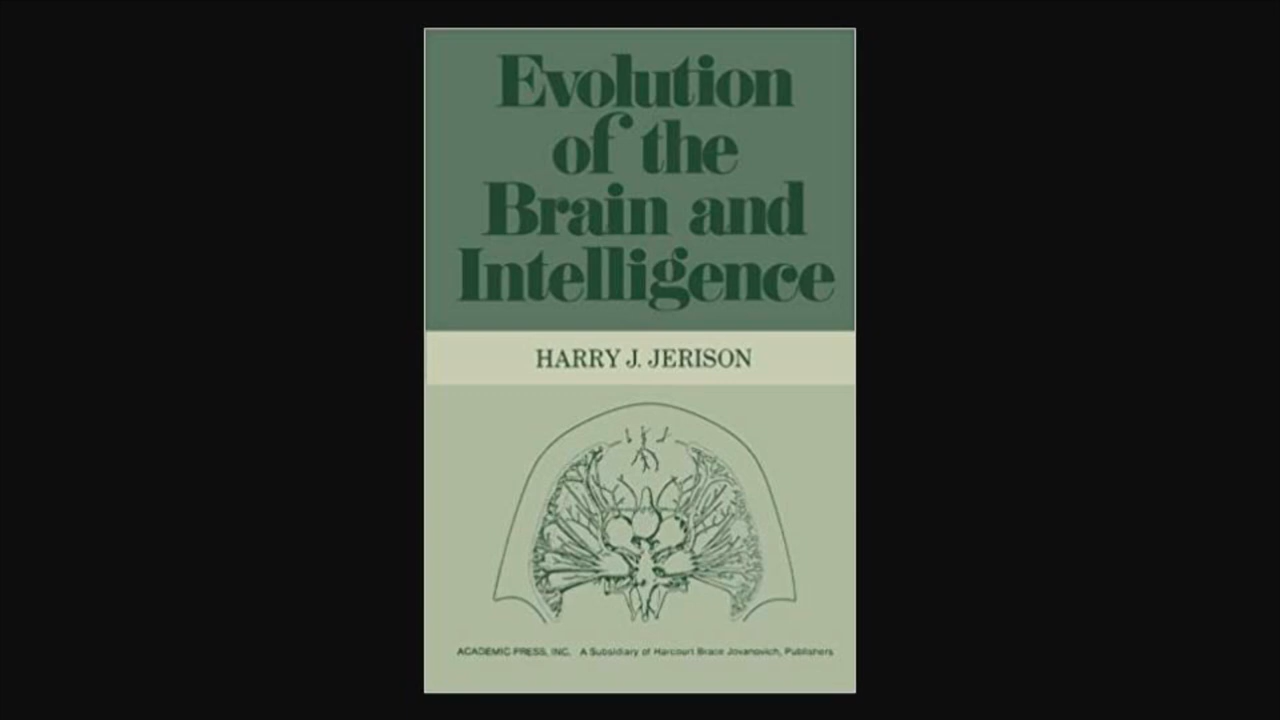 Evolution
of the
Brain and
Intelligence
HARRY J. JERISON
ACADEMIC PRESS, INC. A Subsidiary of Harcourt Brace Jovanovich, Publishers